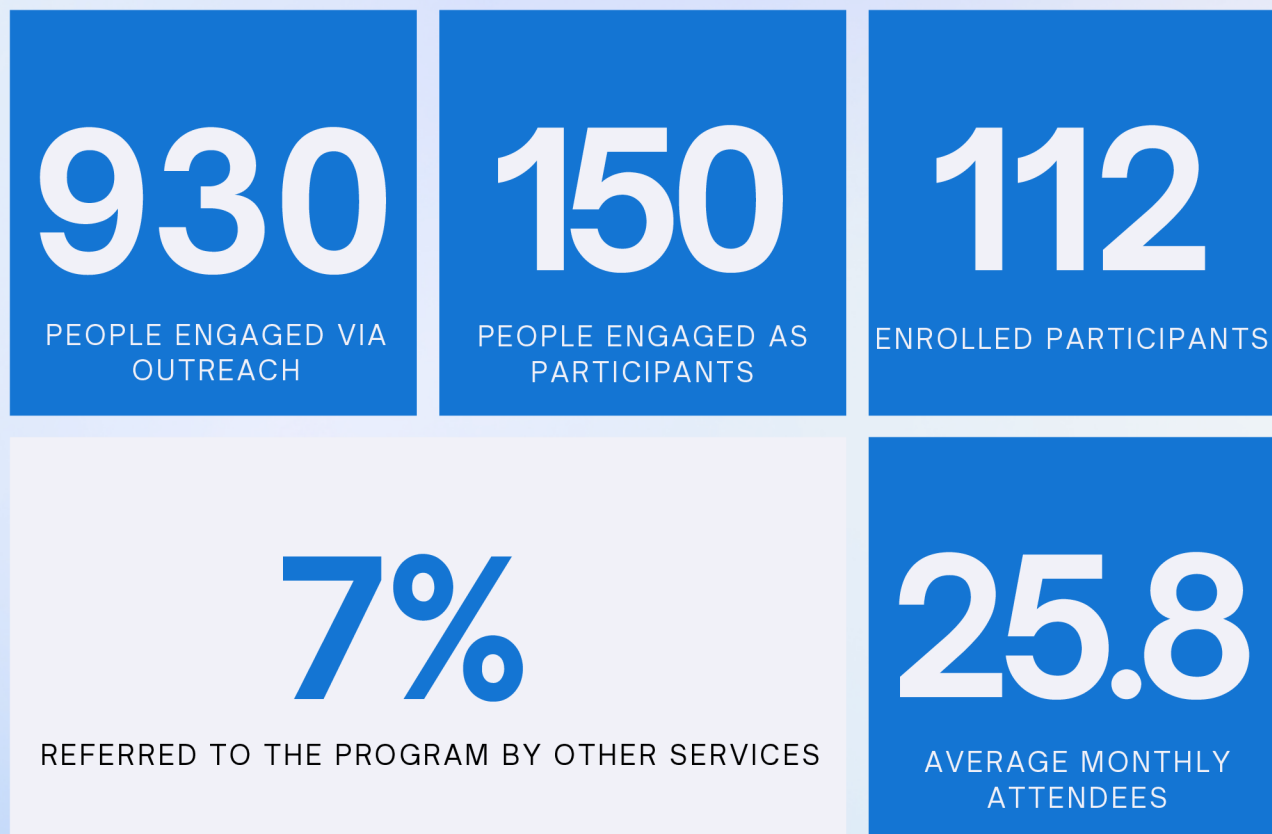 930
PEOPLE ENGAGED VIA
OUTREACH
150
PEOPLE ENGAGED AS
PARTICIPANTS
112
ENROLLED PARTICIPANTS
7%
REFERRED TO THE PROGRAM BY OTHER SERVICES
25.8
AVERAGE MONTHLY
ATTENDEES